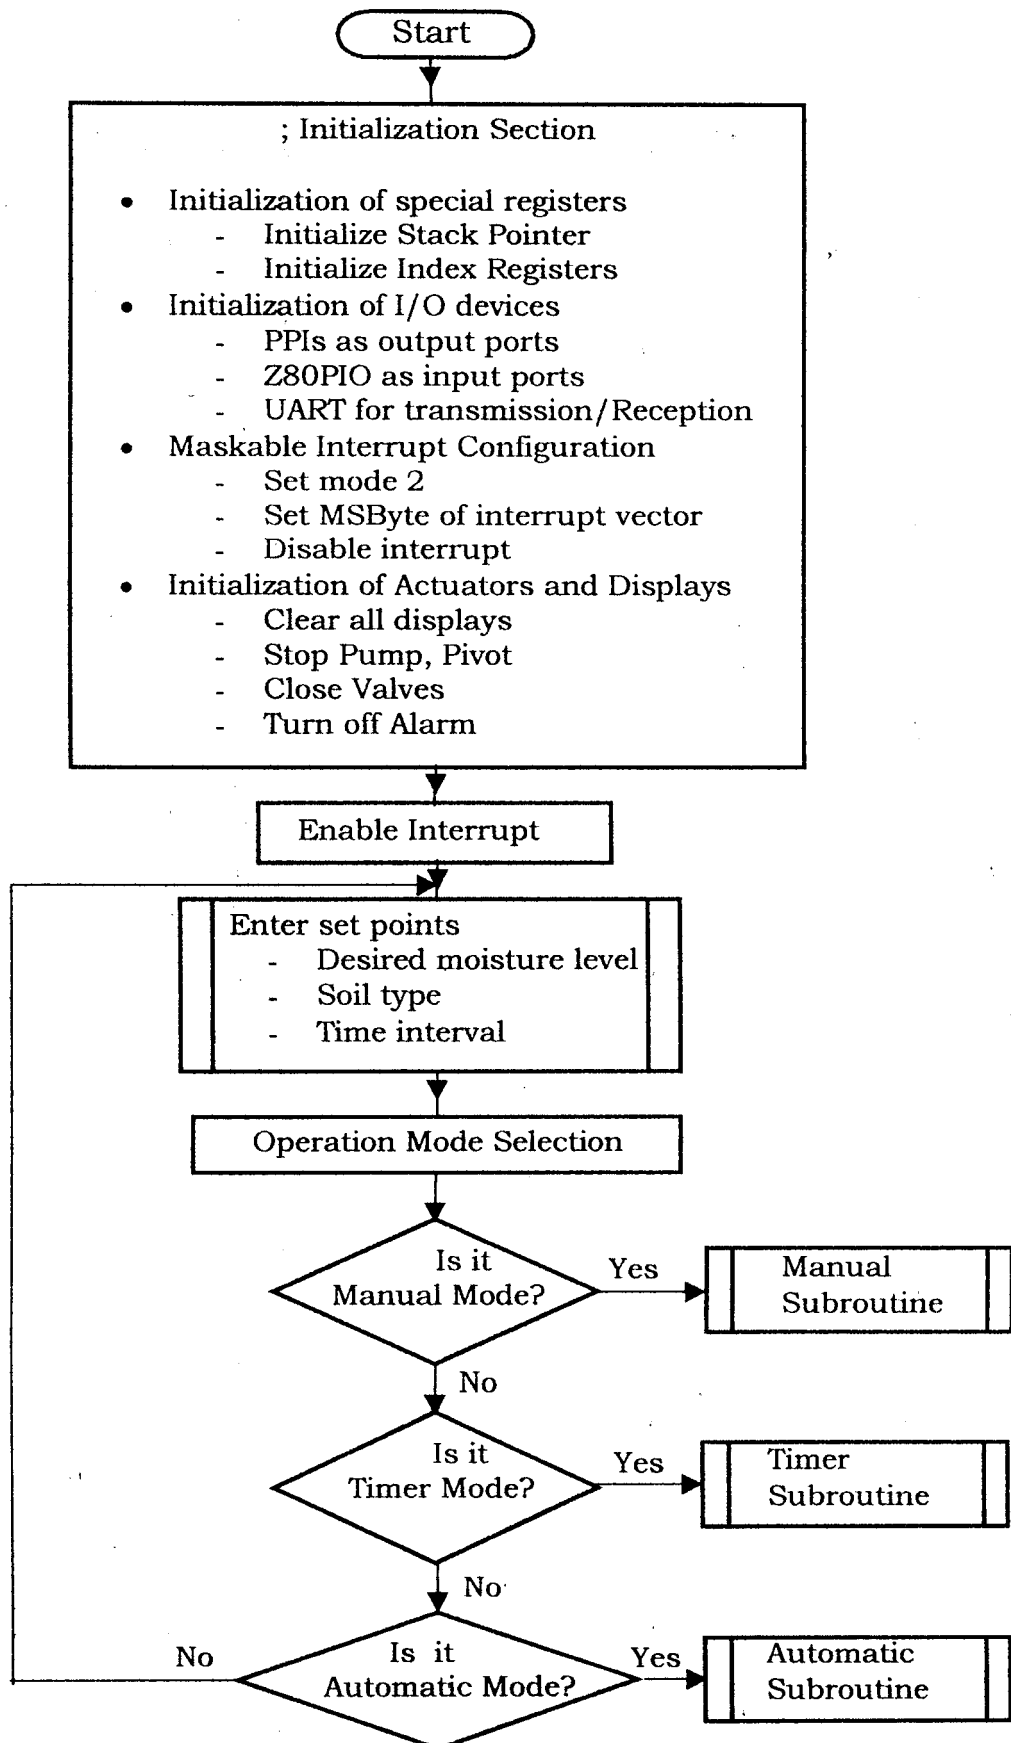 Start
; Initialization Section
• Initialization of special registers
- Initialize Stack Pointer
- Initialize Index Registers
• Initialization of I/O devices
- PPIs as output ports
- Z80PIO as input ports
- UART for transmission/Reception
• Maskable Interrupt Configuration
- Set mode 2
- Set MSByte of interrupt vector
- Disable interrupt
• Initialization of Actuators and Displays
- Clear all displays
- Stop Pump, Pivot
- Close Valves
- Turn off Alarm
Enable Interrupt
Enter set points
- Desired moisture level
- Soil type
- Time interval
Operation Mode Selection
Is it
Manual Mode?
Yes
Manual
Subroutine
No
Is it
Timer Mode?
Yes
Timer
Subroutine
No
No
Is it
Automatic Mode?
Yes
Automatic
Subroutine